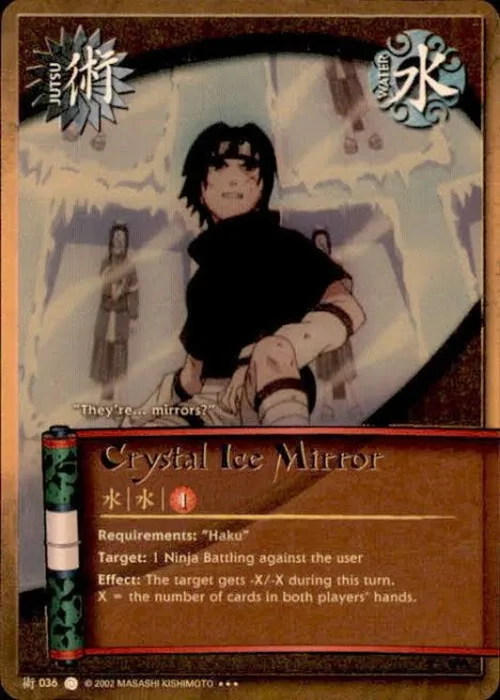 JUTSU 術
WATER 水
"They're... mirrors?"
Crystal Ice Mirror
水|水|1
Requirements: "Haku"
Target: 1 Ninja Battling against the user
Effect: The target gets -X/-X during this turn.
X = the number of cards in both players' hands.
術 036 © 2002 MASASHI KISHIMOTO ★★★